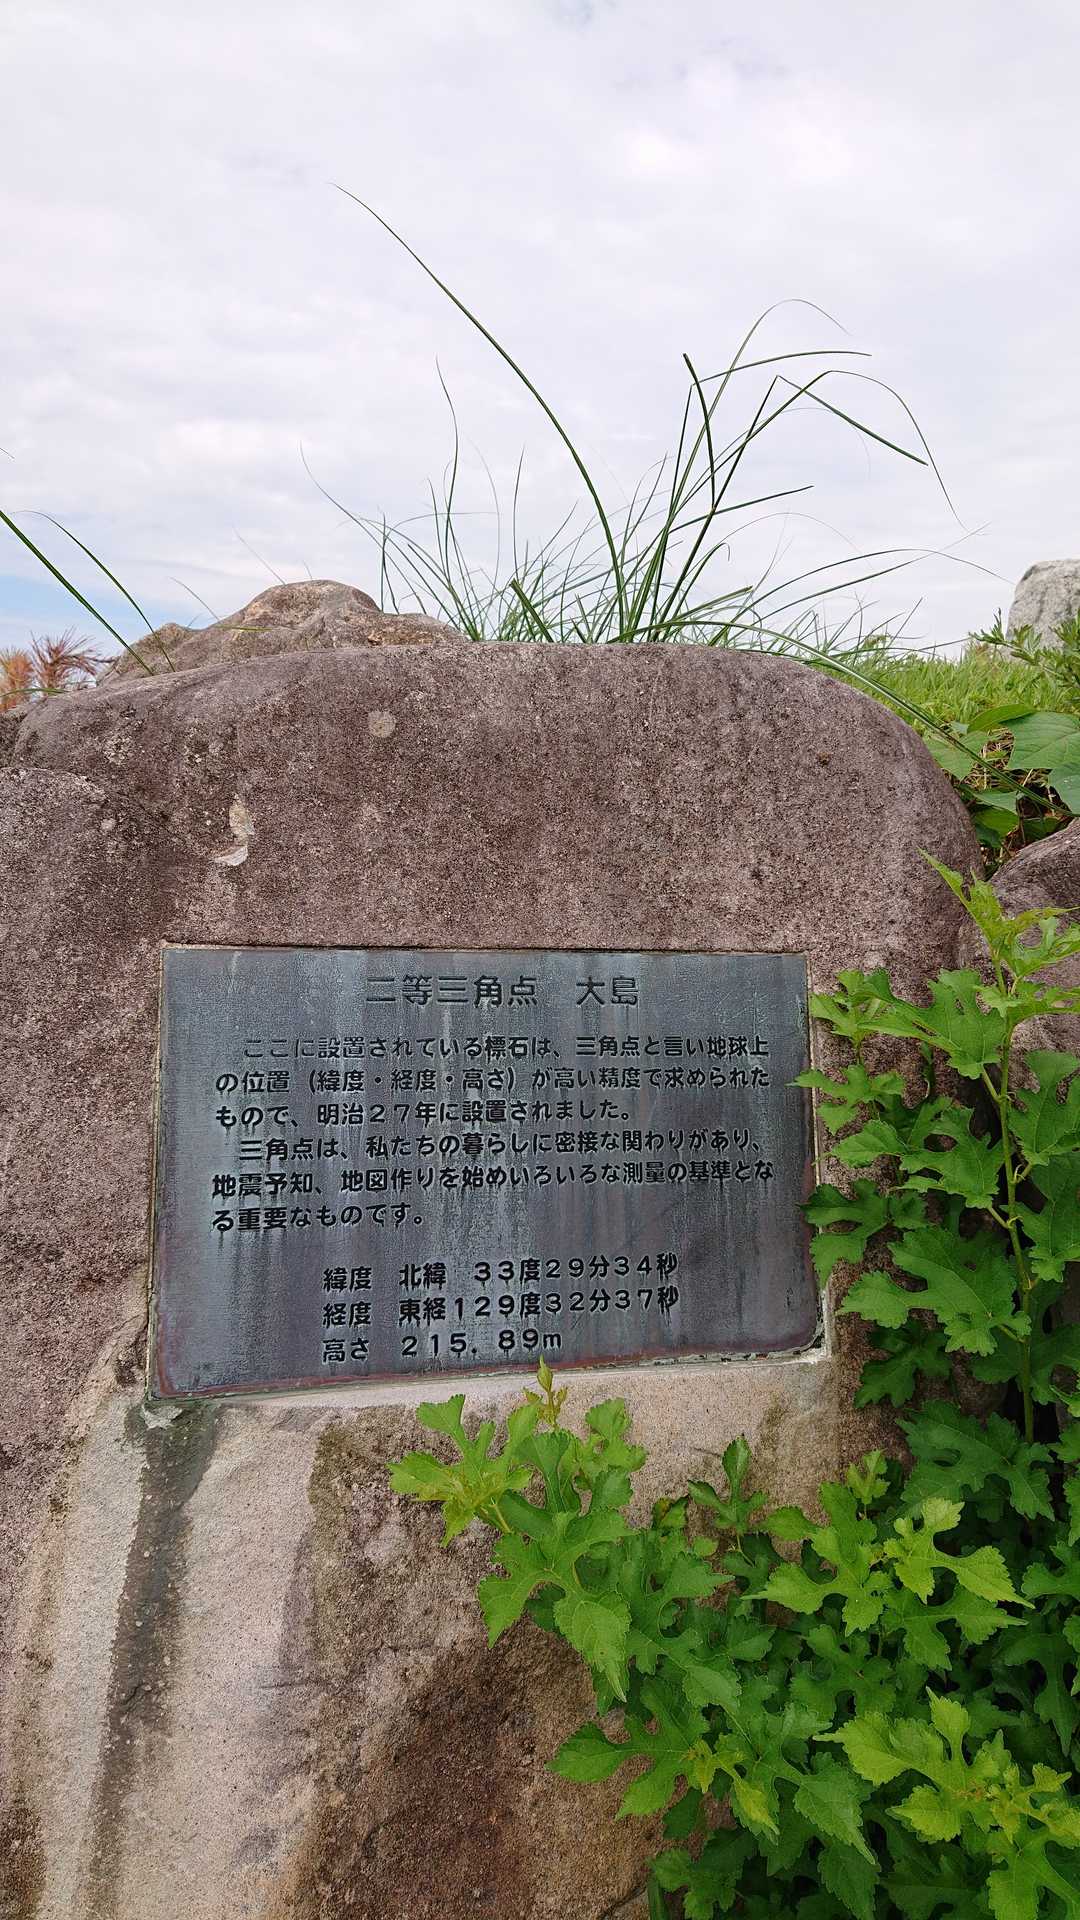 二等三角点　大島
ここに設置されている標石は、三角点と言い地球上
の位置（緯度・経度・高さ）が高い精度で求められた
もので、明治２７年に設置されました。
三角点は、私たちの暮らしに密接な関わりがあり、
地震予知、地図作りを始めいろいろな測量の基準とな
る重要なものです。
緯度　北緯　３３度２９分３４秒
経度　東経１２９度３２分３７秒
高さ　２１５．８９ｍ